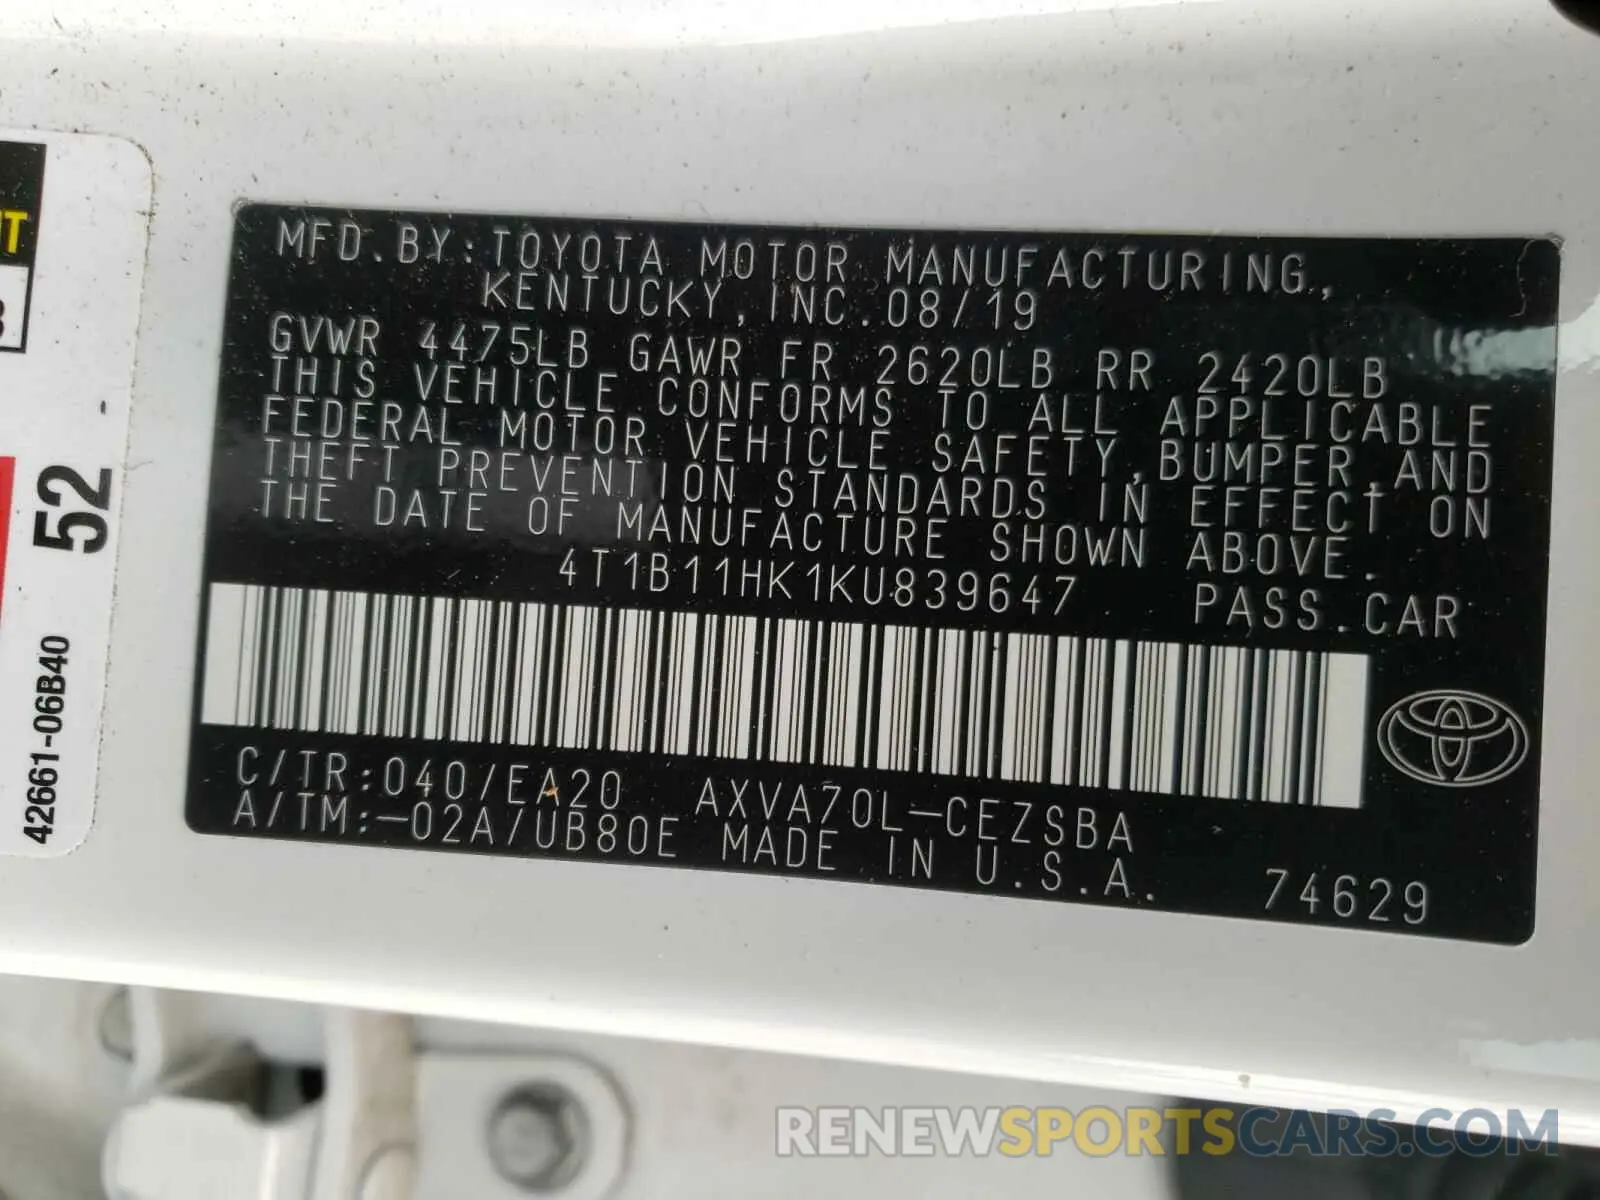 MFD.BY:TOYOTA MOTOR MANUFACTURING,
KENTUCKY,INC.08/19
GVWR 4475LB GAWR FR 2620LB RR 2420LB
THIS VEHICLE CONFORMS TO ALL APPLICABLE
FEDERAL MOTOR VEHICLE SAFETY,BUMPER,AND
THEFT PREVENTION STANDARDS IN EFFECT ON
THE DATE OF MANUFACTURE SHOWN ABOVE.
4T1B11HK1KU839647 PASS.CAR
C/TR:040/EA20 AXVA70L-CEZSBA
A/TM:-02A/UB80E MADE IN U.S.A.
74629
52
42661-06B40
RENEWSPORTSCARS.COM